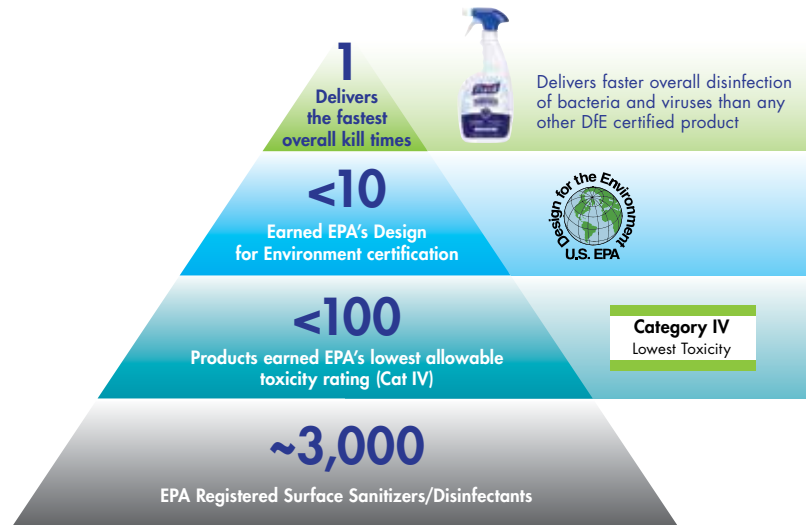 1
Delivers
the fastest
overall kill times
PURELL
Delivers faster overall disinfection
of bacteria and viruses than any
other DfE certified product
<10
Earned EPA's Design
for Environment certification
Design for the Environment
U.S. EPA
<100
Products earned EPA's lowest allowable
toxicity rating (Cat IV)
Category IV
Lowest Toxicity
~3,000
EPA Registered Surface Sanitizers/Disinfectants